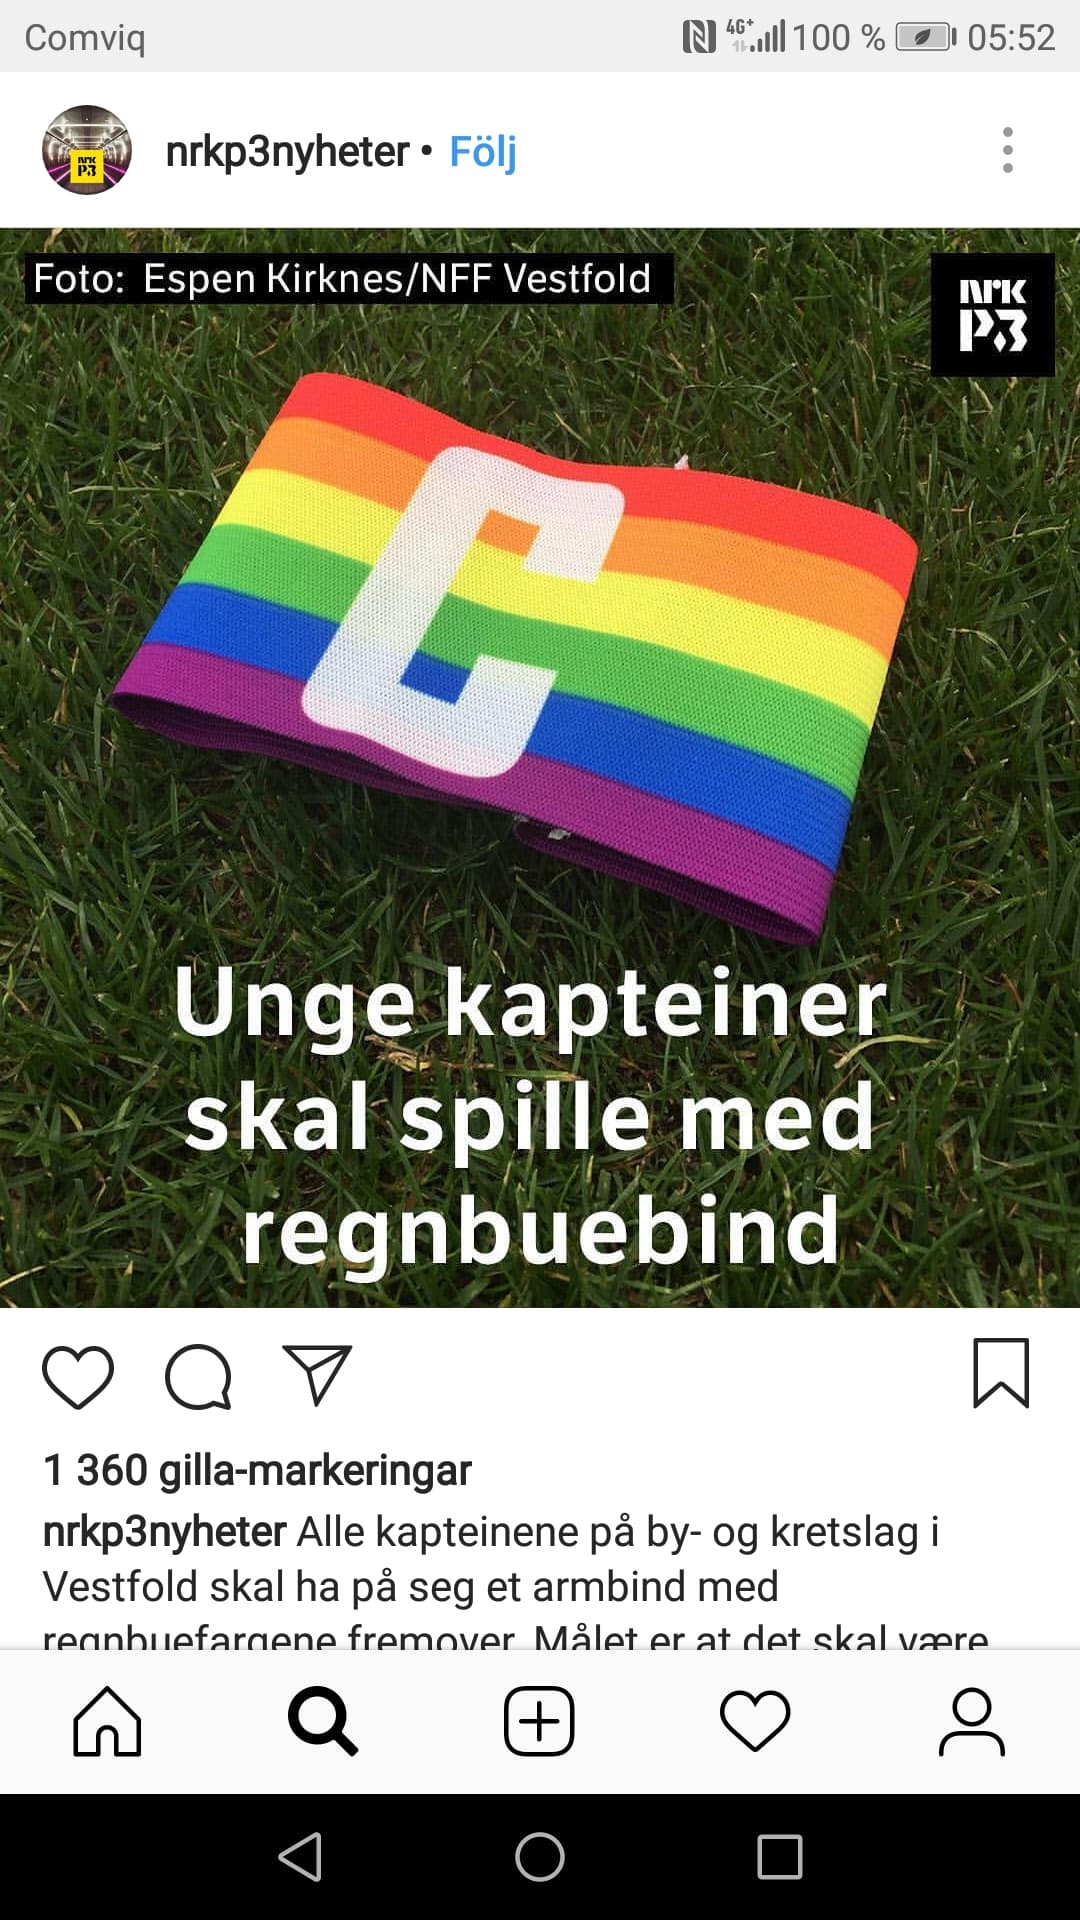 Comviq
4G+ 100 % 05:52
nrk
P3
nrkp3nyheter • Följ
Foto: Espen Kirknes/NFF Vestfold
nrk
P3
C
Unge kapteiner
skal spille med
regnbuebind
1 360 gilla-markeringar
nrkp3nyheter Alle kapteinene på by- og kretslag i
Vestfold skal ha på seg et armbind med
regnbuefargene fremover. Målet er at det skal være